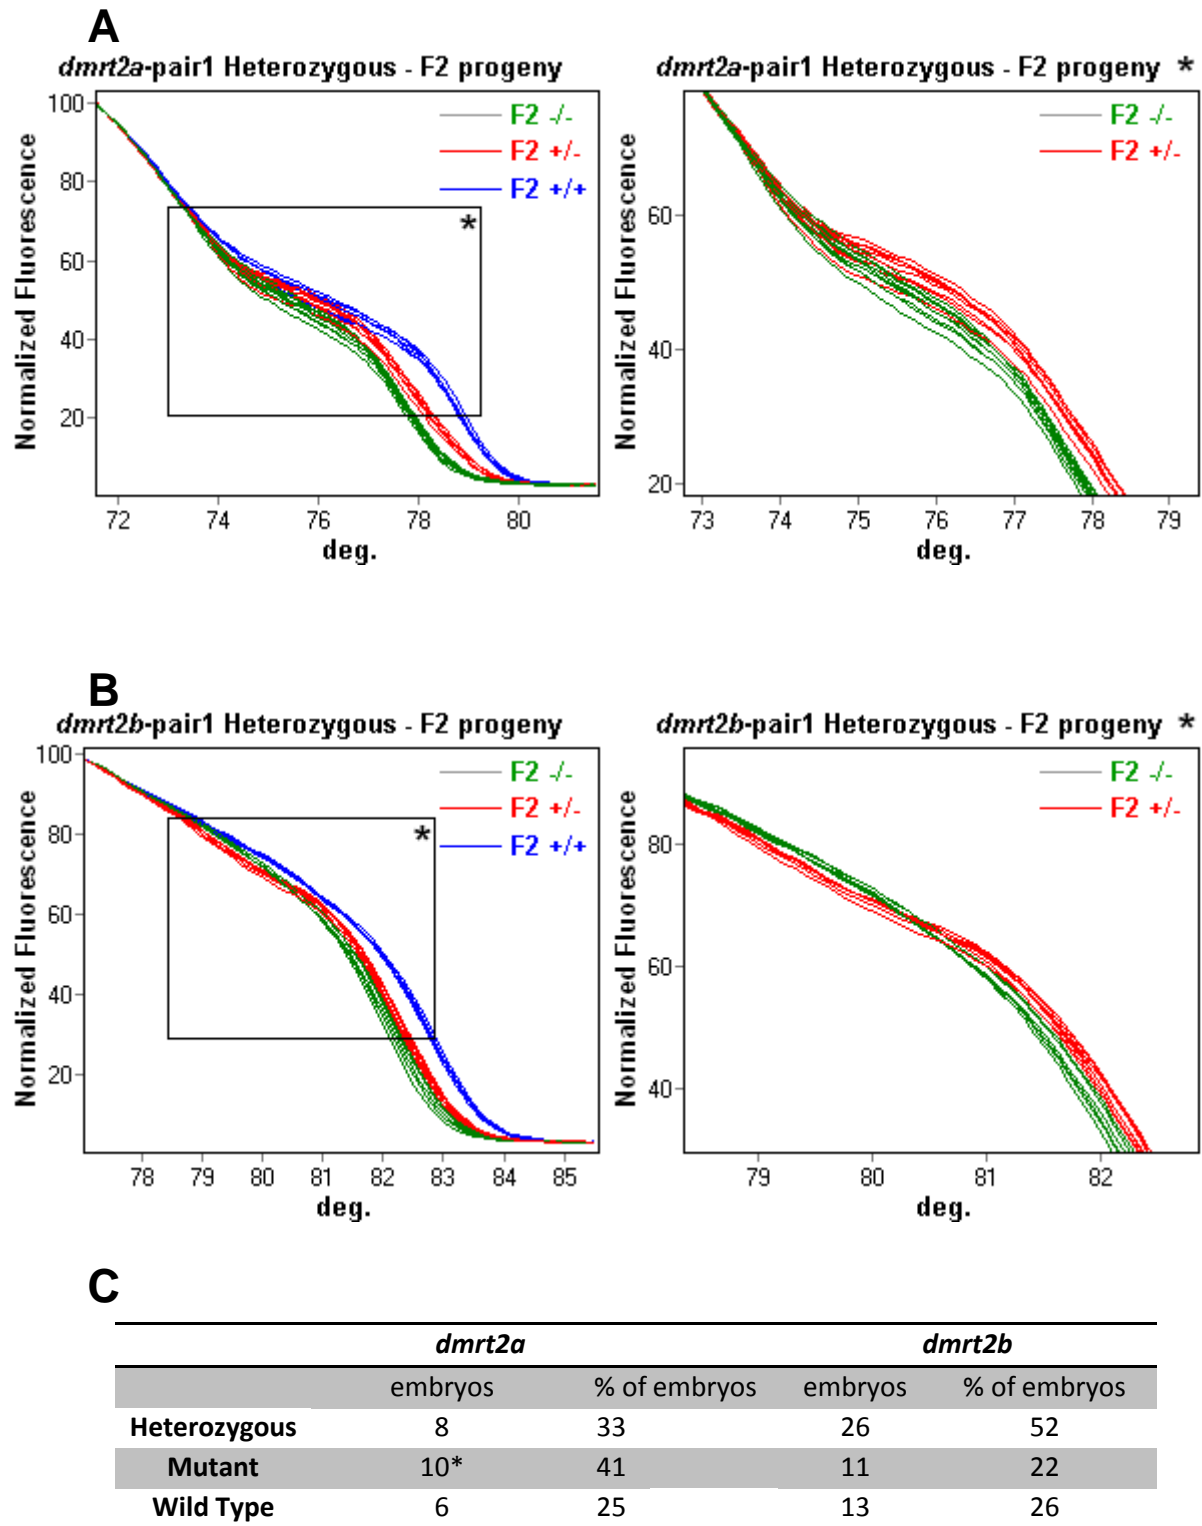 A
dmrt2a-pair1 Heterozygous - F2 progeny
Normalized Fluorescence
100
80
60
40
20
F2 -/-
F2 +/-
F2 +/+
*
72 74 76 78 80
deg.
dmrt2a-pair1 Heterozygous - F2 progeny *
Normalized Fluorescence
60
40
20
F2 -/-
F2 +/-
73 74 75 76 77 78 79
deg.
B
dmrt2b-pair1 Heterozygous - F2 progeny
Normalized Fluorescence
100
80
60
40
20
F2 -/-
F2 +/-
F2 +/+
*
78 79 80 81 82 83 84 85
deg.
dmrt2b-pair1 Heterozygous - F2 progeny *
Normalized Fluorescence
80
60
40
F2 -/-
F2 +/-
79 80 81 82
deg.
C
dmrt2a dmrt2b
embryos % of embryos embryos % of embryos
Heterozygous 8 33 26 52
Mutant 10* 41 11 22
Wild Type 6 25 13 26